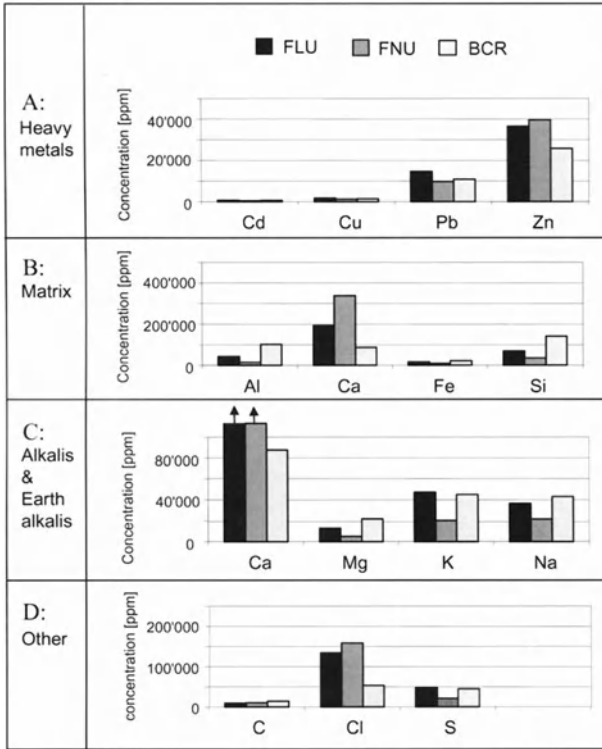 FLU FNU BCR
A:
Heavy
metals
Concentration [ppm]
40'000
20'000
0
Cd Cu Pb Zn
B:
Matrix
Concentration [ppm]
400'000
200'000
0
Al Ca Fe Si
C:
Alkalis
&
Earth
alkalis
Concentration [ppm]
80'000
40'000
0
Ca Mg K Na
D:
Other
concentration [ppm]
200'000
100'000
0
C Cl S